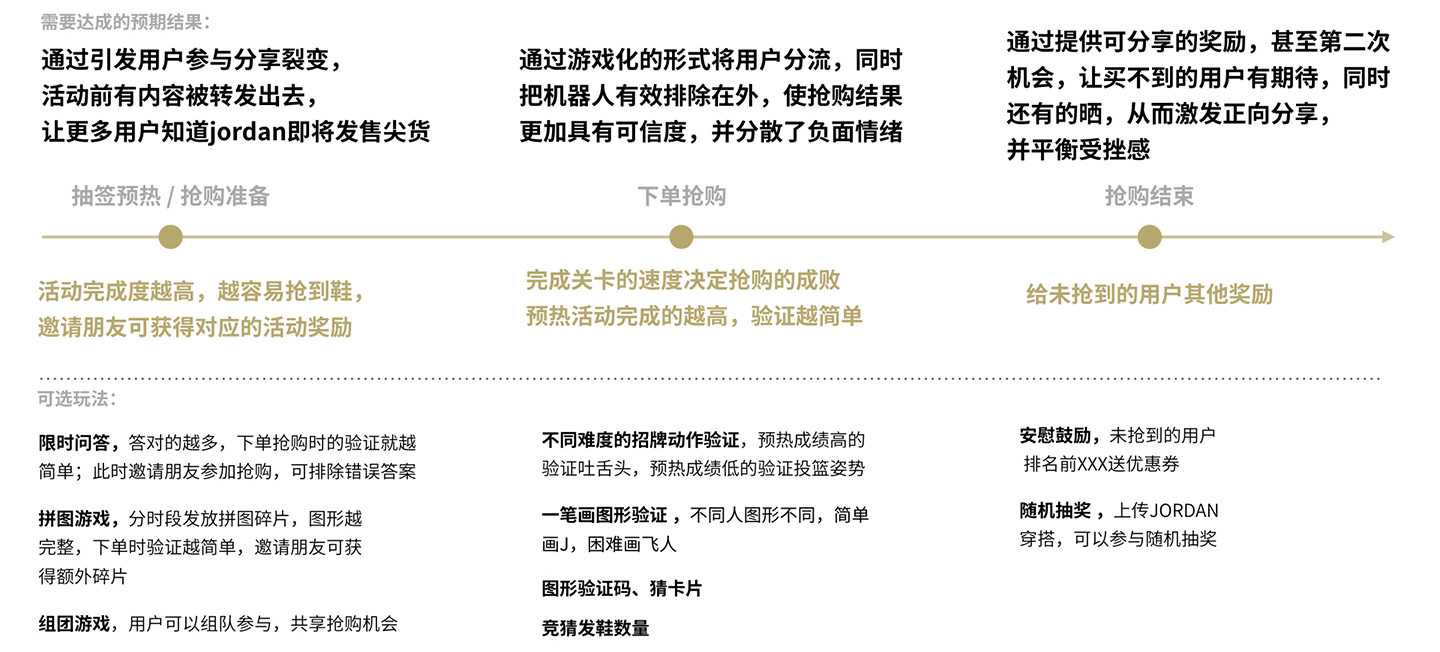 需要达成的预期结果：
通过引发用户参与分享裂变，
活动前有内容被转发出去，
让更多用户知道jordan即将发售尖货
通过游戏化的形式将用户分流，同时
把机器人有效排除在外，使抢购结果
更加具有可信度，并分散了负面情绪
通过提供可分享的奖励，甚至第二次
机会，让买不到的用户有期待，同时
还有的晒，从而激发正向分享，
并平衡受挫感
抽签预热 / 抢购准备
下单抢购
抢购结束
活动完成度越高，越容易抢到鞋，
邀请朋友可获得对应的活动奖励
完成关卡的速度决定抢购的成败
预热活动完成的越高，验证越简单
给未抢到的用户其他奖励
可选玩法：
限时问答，答对的越多，下单抢购时的验证就越
简单；此时邀请朋友参加抢购，可排除错误答案
拼图游戏，分时段发放拼图碎片，图形越
完整，下单时验证越简单，邀请朋友可获
得额外碎片
组团游戏，用户可以组队参与，共享抢购机会
不同难度的招牌动作验证，预热成绩高的
验证吐舌头，预热成绩低的验证投篮姿势
一笔画图形验证 ，不同人图形不同，简单
画J，困难画飞人
图形验证码、猜卡片
竞猜发鞋数量
安慰鼓励，未抢到的用户
排名前XXX送优惠券
随机抽奖 ，上传JORDAN
穿搭，可以参与随机抽奖